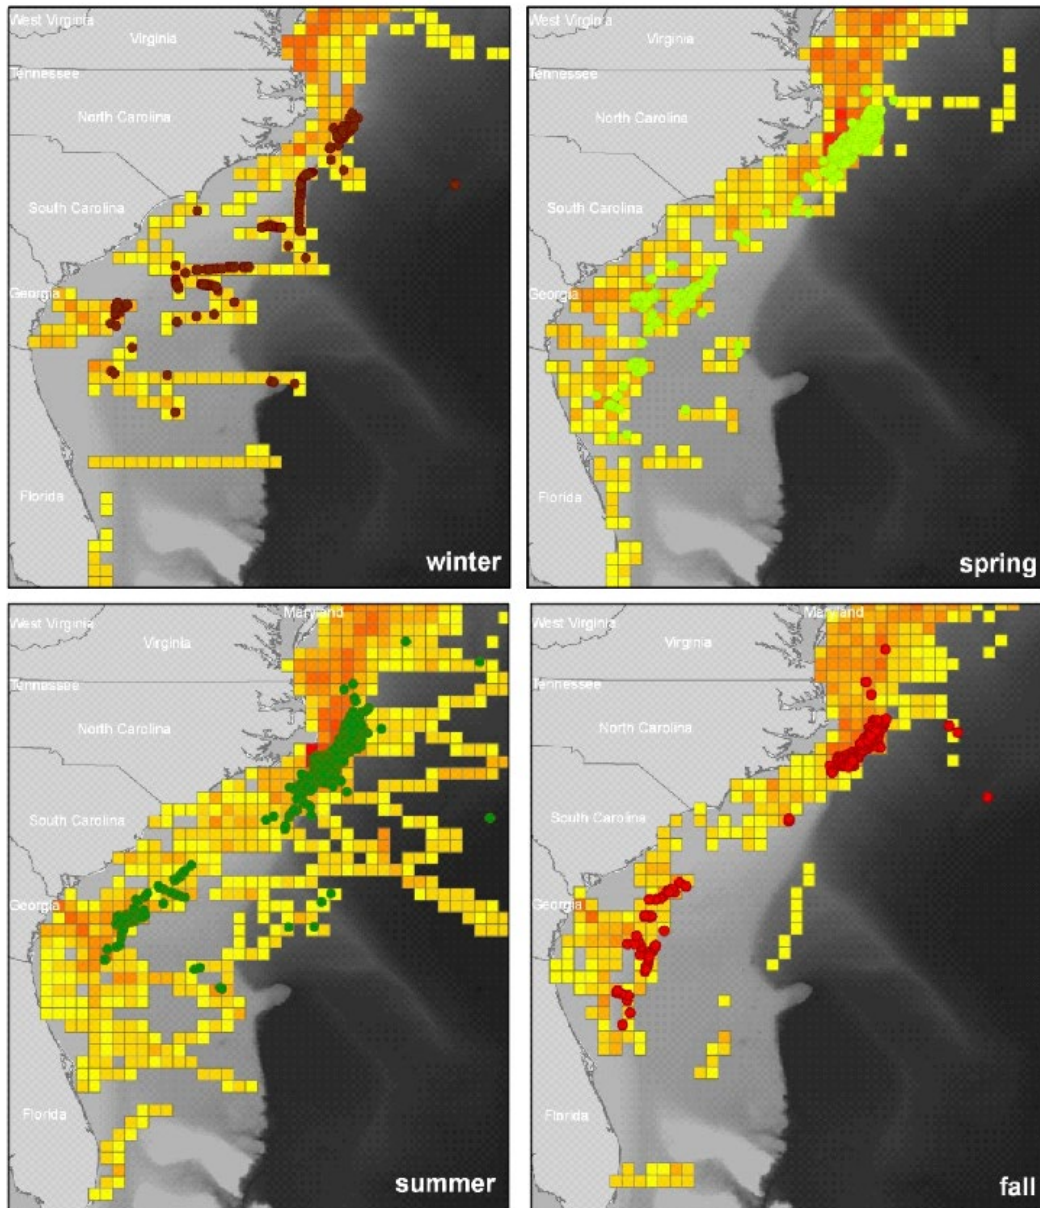 West Virginia
Virginia
Tennessee
North Carolina
South Carolina
Georgia
Florida
winter
West Virginia
Virginia
Tennessee
North Carolina
South Carolina
Georgia
Florida
spring
Maryland
West Virginia
Virginia
Tennessee
North Carolina
South Carolina
Georgia
Florida
summer
Maryland
West Virginia
Virginia
Tennessee
North Carolina
South Carolina
Georgia
Florida
fall